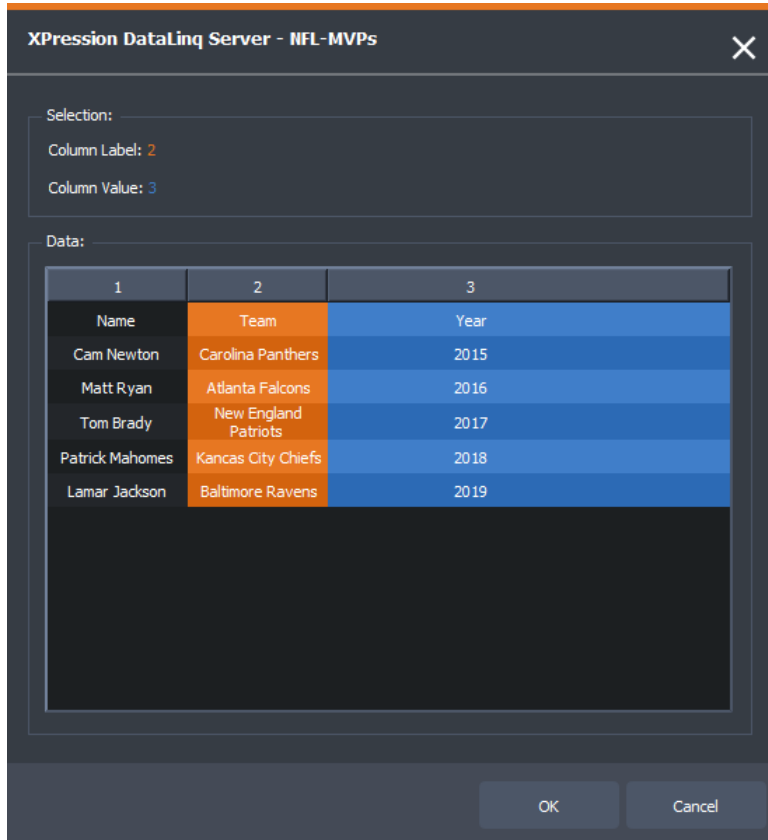 XPression DataLinq Server - NFL-MVPs
Selection:
Column Label: 2
Column Value: 3
Data:
1 2 3
Name Team Year
Cam Newton Carolina Panthers 2015
Matt Ryan Atlanta Falcons 2016
Tom Brady New England Patriots 2017
Patrick Mahomes Kancas City Chiefs 2018
Lamar Jackson Baltimore Ravens 2019
OK Cancel